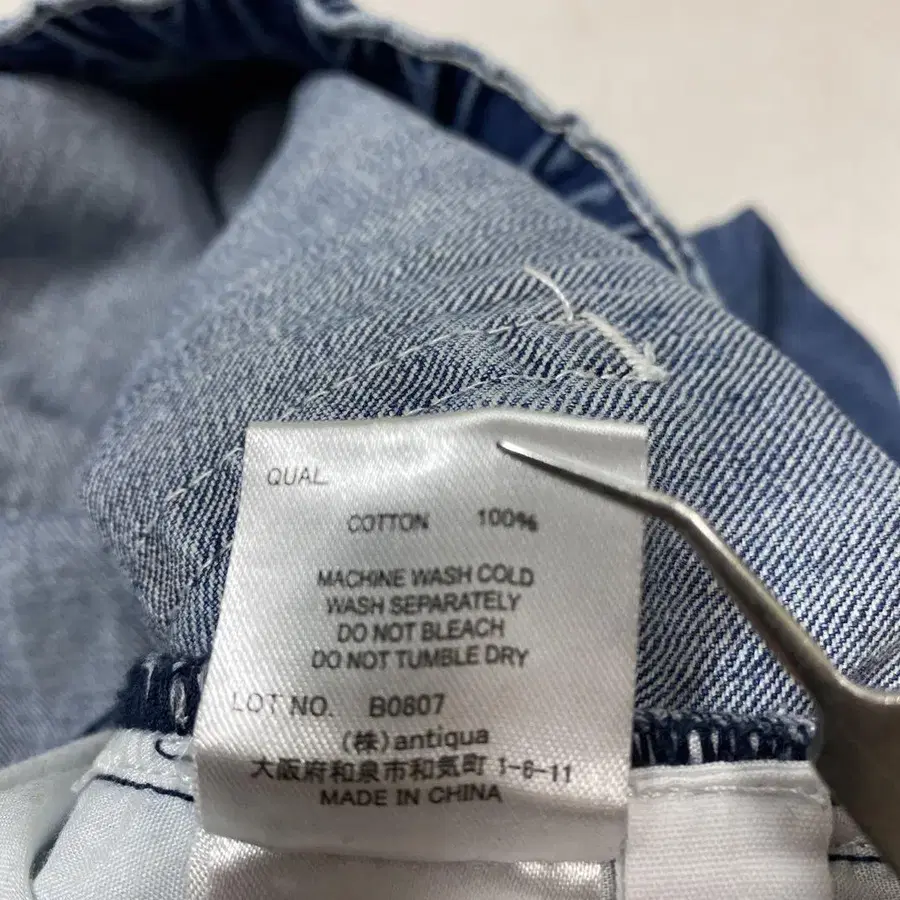 QUAL.
COTTON 100%
MACHINE WASH COLD
WASH SEPARATELY
DO NOT BLEACH
DO NOT TUMBLE DRY
LOT NO. B0807
(株)antiqua
大阪府和泉市和気町 1-6-11
MADE IN CHINA